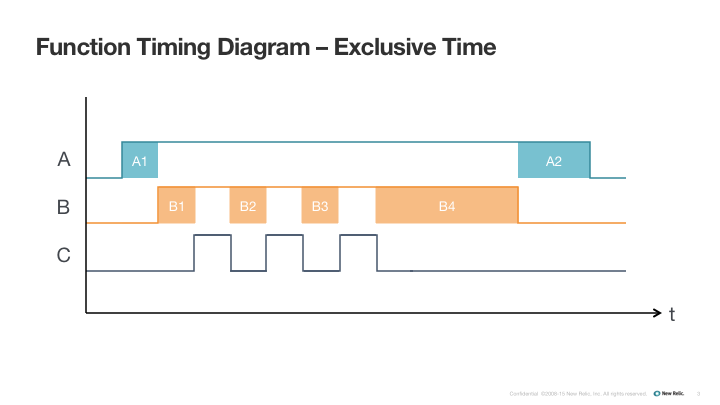 Function Timing Diagram – Exclusive Time
A
A1
A2
B
B1
B2
B3
B4
C
t
Confidential ©2008-15 New Relic, Inc. All rights reserved.
New Relic.
3